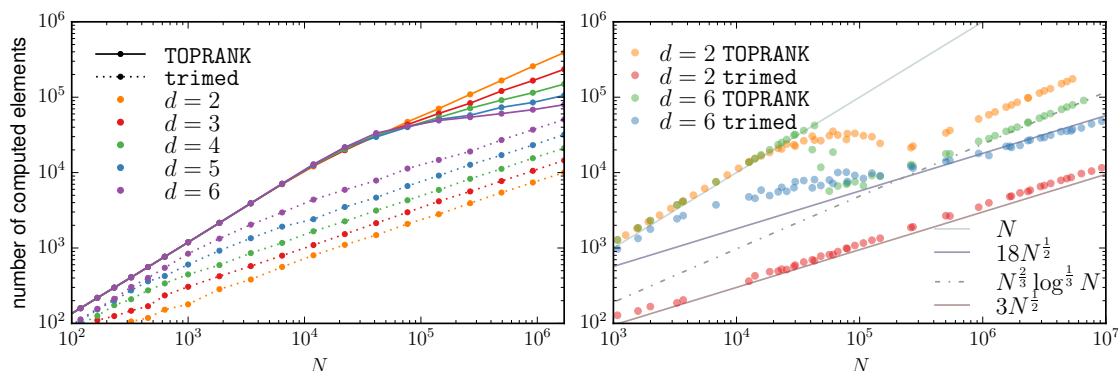 number of computed elements
10^6
10^5
10^4
10^3
10^2
TOPRANK
trimed
d = 2
d = 3
d = 4
d = 5
d = 6
10^2 10^3 10^4 10^5 10^6
N
10^6
10^5
10^4
10^3
10^2
d = 2 TOPRANK
d = 2 trimed
d = 6 TOPRANK
d = 6 trimed
N
18N^{1/2}
N^{2/3} log^{1/3} N
3N^{1/2}
10^3 10^4 10^5 10^6 10^7
N